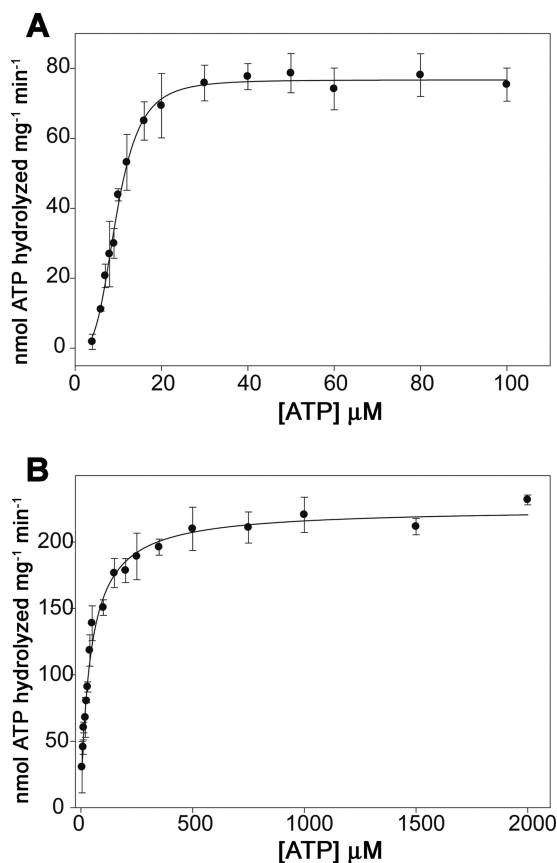 A
nmol ATP hydrolyzed mg⁻¹ min⁻¹
80
60
40
20
0
0 20 40 60 80 100
[ATP] μM
B
nmol ATP hydrolyzed mg⁻¹ min⁻¹
200
150
100
50
0
0 500 1000 1500 2000
[ATP] μM